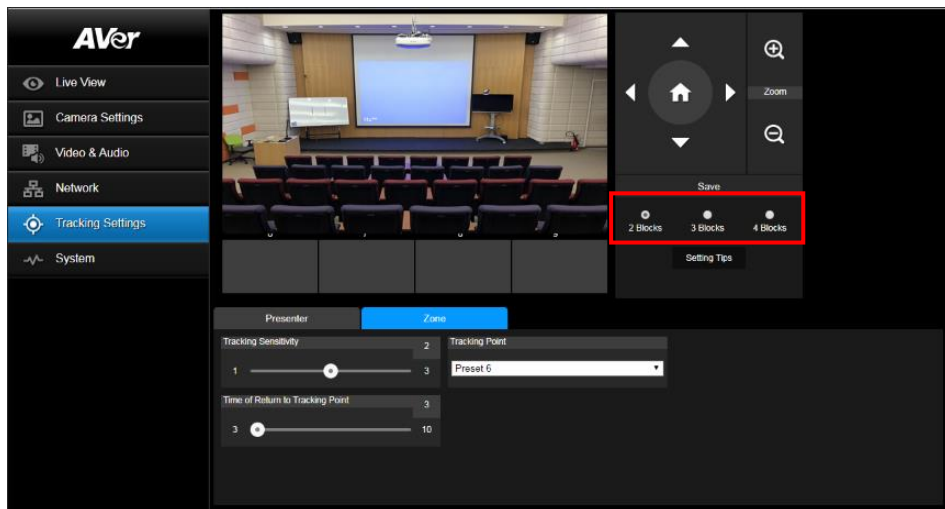 AVer
Live View
Camera Settings
Video & Audio
Network
Tracking Settings
System
Zoom
Save
2 Blocks 3 Blocks 4 Blocks
Setting Tips
Presenter Zone
Tracking Sensitivity 2
1 3
Time of Return to Tracking Point 3
3 10
Tracking Point
Preset 6